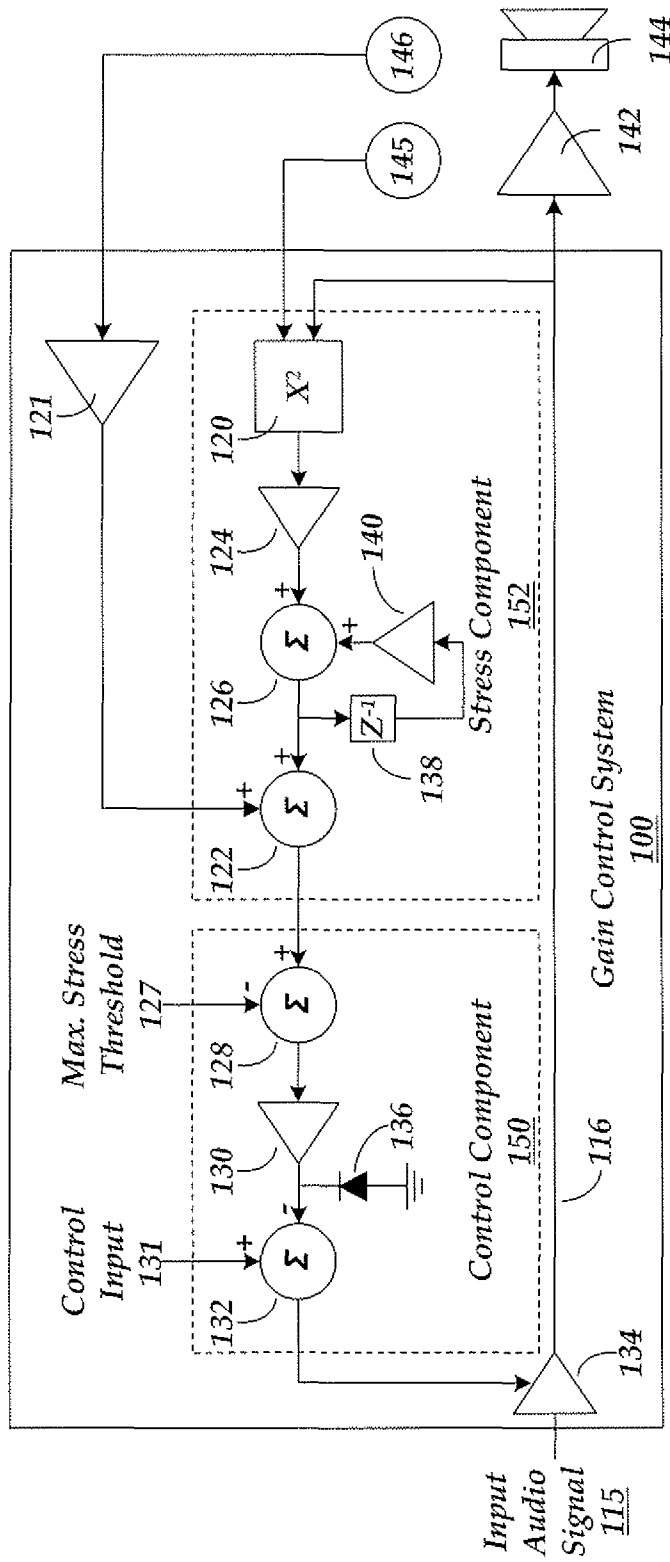 Input
Audio
Signal
115
134
116
Gain Control System
100
Control
Input
131
+
-
Σ
132
136
130
Max. Stress
Threshold
127
-
+
Σ
128
Control Component
150
+
+
Σ
122
Z⁻¹
138
+
+
Σ
126
140
124
X²
120
Stress Component
152
121
145
146
142
144